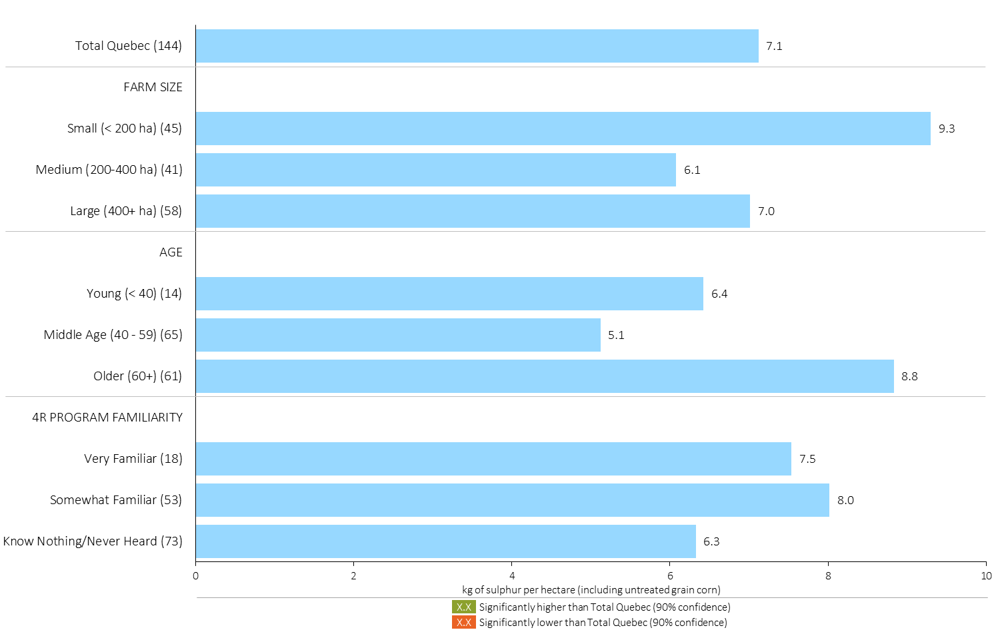 Total Quebec (144) 7.1
FARM SIZE
Small (< 200 ha) (45) 9.3
Medium (200-400 ha) (41) 6.1
Large (400+ ha) (58) 7.0
AGE
Young (< 40) (14) 6.4
Middle Age (40 - 59) (65) 5.1
Older (60+) (61) 8.8
4R PROGRAM FAMILIARITY
Very Familiar (18) 7.5
Somewhat Familiar (53) 8.0
Know Nothing/Never Heard (73) 6.3
0 2 4 6 8 10
kg of sulphur per hectare (including untreated grain corn)
X.X Significantly higher than Total Quebec (90% confidence)
X.X Significantly lower than Total Quebec (90% confidence)